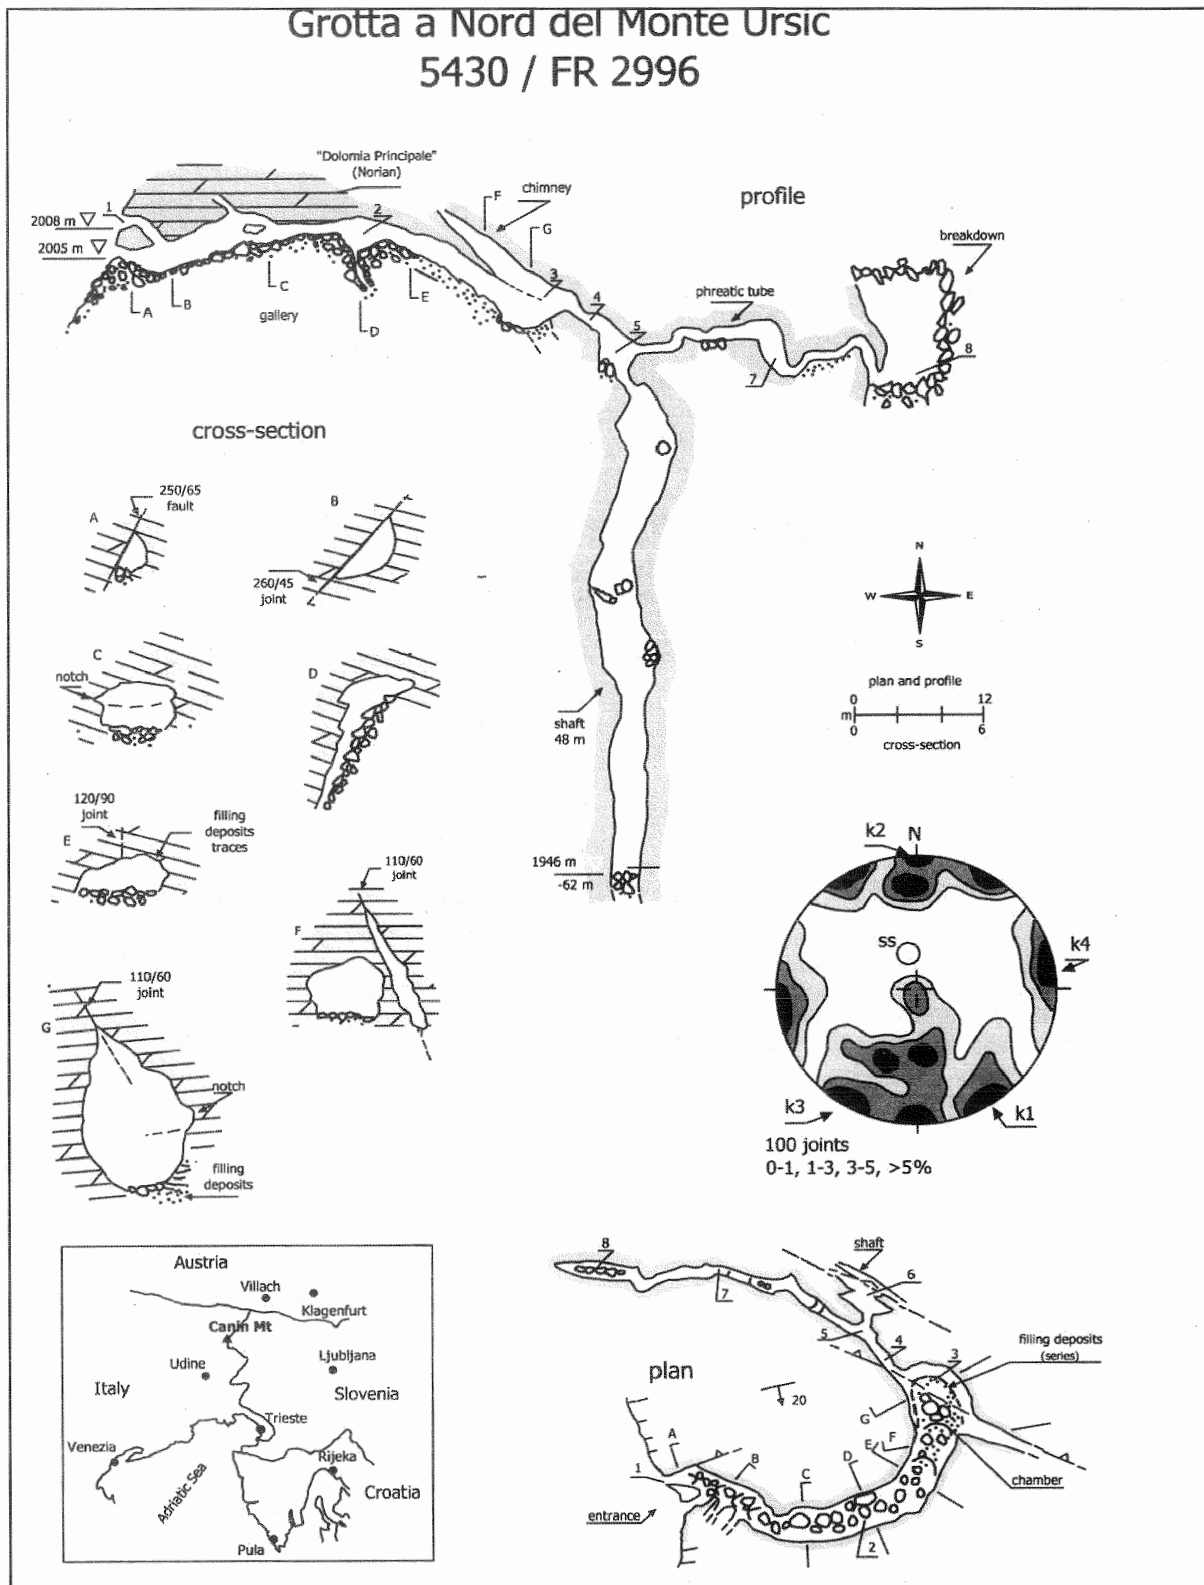 Grotta a Nord del Monte Ursic
5430 / FR 2996
"Dolomia Principale"
(Norian)
F
chimney
profile
G
1
2008 m
2005 m
2
breakdown
A
B
C
gallery
D
E
3
4
5
phreatic tube
7
8
cross-section
250/65
fault
A
B
260/45
joint
N
W
E
S
C
notch
D
plan and profile
0
12
m
0
6
cross-section
shaft
48 m
120/90
joint
filling
deposits
traces
E
110/60
joint
F
1946 m
-62 m
k2
N
ss
k4
k3
k1
100 joints
0-1, 1-3, 3-5, >5%
110/60
joint
G
notch
filling
deposits
Austria
Villach
Klagenfurt
Canin Mt
Udine
Ljubljana
Italy
Slovenia
Trieste
Venezia
Rijeka
Adriatic Sea
Croatia
Pula
8
shaft
6
7
5
4
3
filling deposits
(series)
plan
20
G
A
B
C
D
E
F
1
chamber
entrance
2